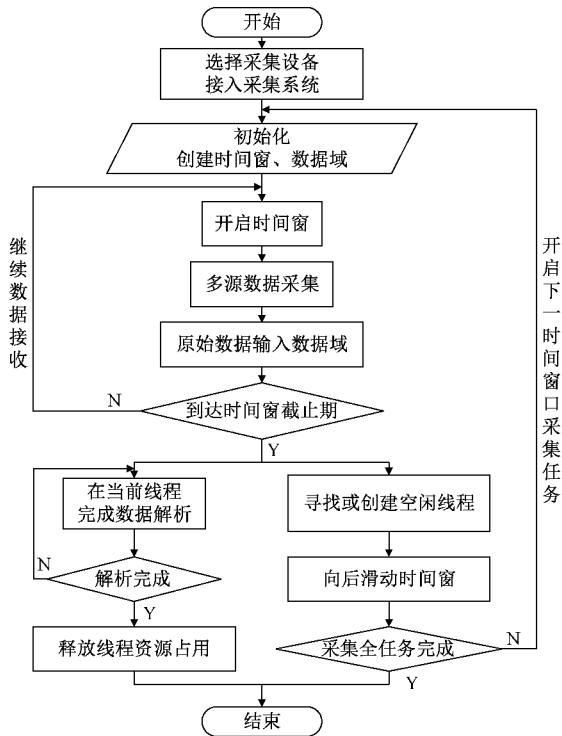 开始
选择采集设备
接入采集系统
初始化
创建时间窗、数据域
开启时间窗
多源数据采集
原始数据输入数据域
到达时间窗截止期
N
继续数据接收
Y
在当前线程
完成数据解析
寻找或创建空闲线程
解析完成
N
向后滑动时间窗
Y
释放线程资源占用
采集全任务完成
N
开启下一时间窗口采集任务
Y
结束